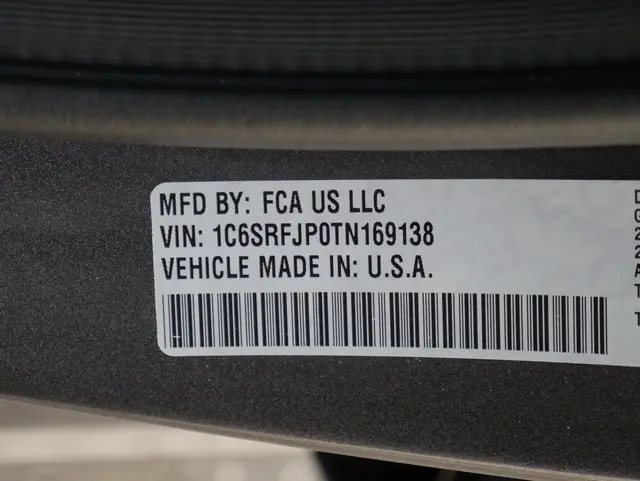 MFD BY: FCA US LLC
VIN: 1C6SRFJP0TN169138
VEHICLE MADE IN: U.S.A.